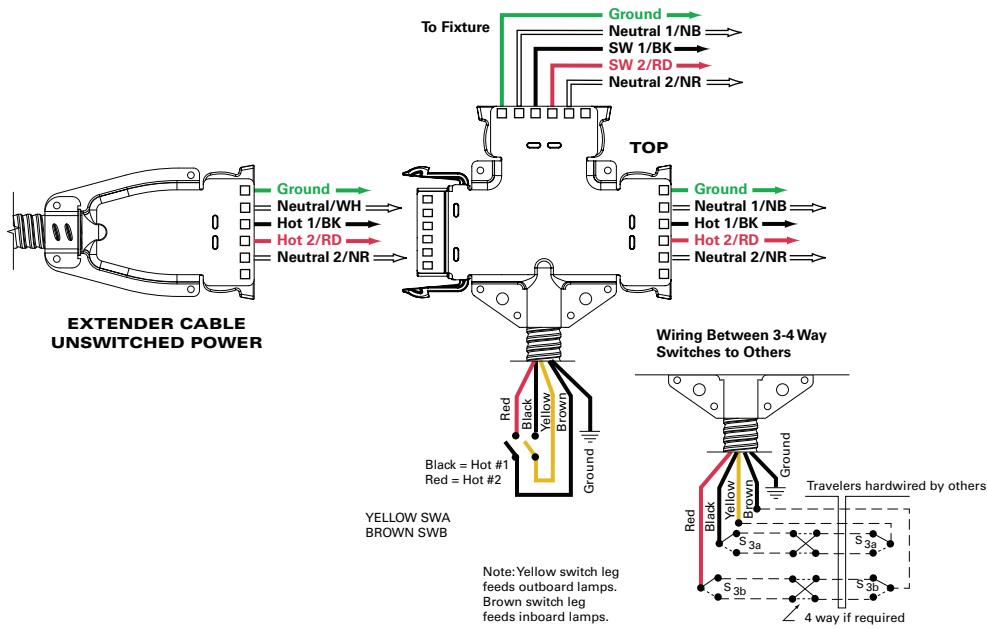 To Fixture
Ground
Neutral 1/NB
SW 1/BK
SW 2/RD
Neutral 2/NR
TOP
Ground
Neutral/WH
Hot 1/BK
Hot 2/RD
Neutral 2/NR
Ground
Neutral 1/NB
Hot 1/BK
Hot 2/RD
Neutral 2/NR
EXTENDER CABLE
UNSWITCHED POWER
Red
Black
Yellow
Brown
Ground
Black = Hot #1
Red = Hot #2
YELLOW SWA
BROWN SWB
Note: Yellow switch leg
feeds outboard lamps.
Brown switch leg
feeds inboard lamps.
Wiring Between 3-4 Way
Switches to Others
Red
Black
Yellow
Brown
Ground
Travelers hardwired by others
S3a
S3a
S3b
S3b
4 way if required